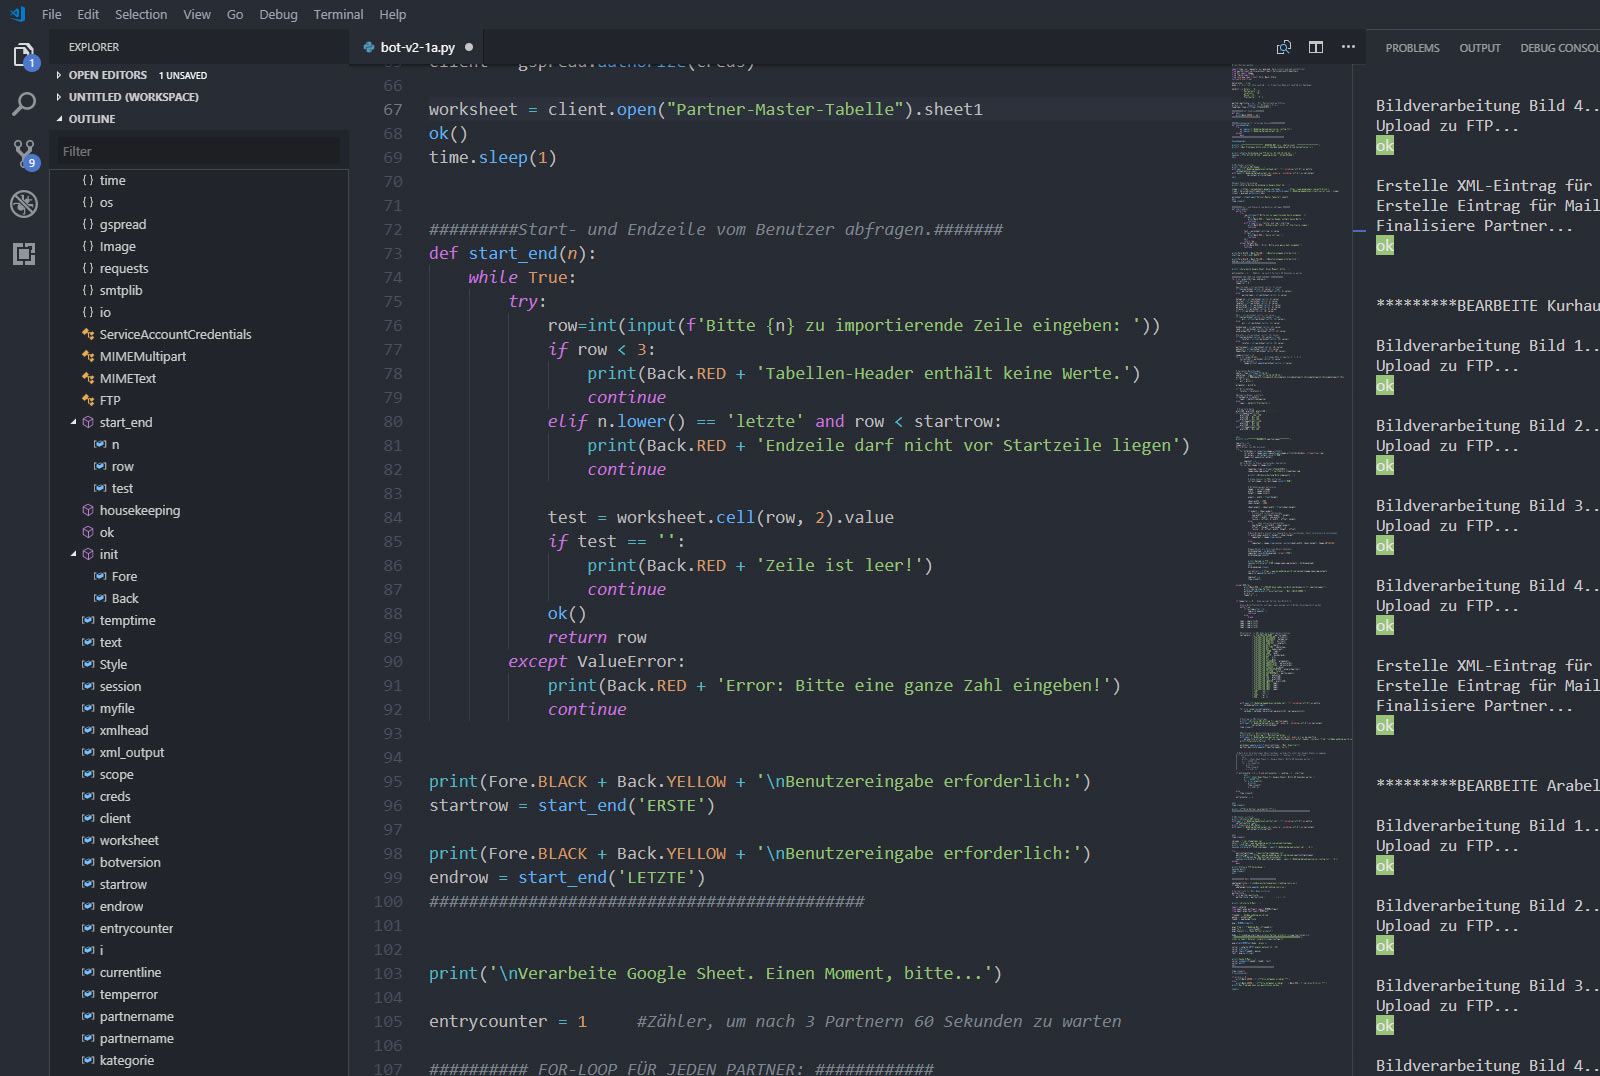 File Edit Selection View Go Debug Terminal Help
EXPLORER
OPEN EDITORS 1 UNSAVED
UNTITLED (WORKSPACE)
OUTLINE
Filter
time
os
gspread
Image
requests
smtplib
io
ServiceAccountCredentials
MIMEMultipart
MIMEText
FTP
start_end
n
row
test
housekeeping
ok
init
Fore
Back
temptime
text
Style
session
myfile
xmlhead
xml_output
scope
creds
client
worksheet
botversion
startrow
endrow
entrycounter
i
currentline
temperror
partnername
partnername
kategorie
1
9
bot-v2-1a.py
66
67 worksheet = client.open("Partner-Master-Tabelle").sheet1
68 ok()
69 time.sleep(1)
70
71
72 #########Start- und Endzeile vom Benutzer abfragen.#######
73 def start_end(n):
74 while True:
75 try:
76 row=int(input(f'Bitte {n} zu importierende Zeile eingeben: '))
77 if row < 3:
78 print(Back.RED + 'Tabellen-Header enthält keine Werte.')
79 continue
80 elif n.lower() == 'letzte' and row < startrow:
81 print(Back.RED + 'Endzeile darf nicht vor Startzeile liegen')
82 continue
83
84 test = worksheet.cell(row, 2).value
85 if test == '':
86 print(Back.RED + 'Zeile ist leer!')
87 continue
88 ok()
89 return row
90 except ValueError:
91 print(Back.RED + 'Error: Bitte eine ganze Zahl eingeben!')
92 continue
93
94
95 print(Fore.BLACK + Back.YELLOW + '\nBenutzereingabe erforderlich:')
96 startrow = start_end('ERSTE')
97
98 print(Fore.BLACK + Back.YELLOW + '\nBenutzereingabe erforderlich:')
99 endrow = start_end('LETZTE')
100 ############################################
101
102
103 print('\nVerarbeite Google Sheet. Einen Moment, bitte...')
104
105 entrycounter = 1 #Zähler, um nach 3 Partnern 60 Sekunden zu warten
106
107 ########## FOR-LOOP FÜR JEDEN PARTNER: ############
PROBLEMS OUTPUT DEBUG CONSOL
Bildverarbeitung Bild 4..
Upload zu FTP...
ok
Erstelle XML-Eintrag für
Erstelle Eintrag für Mail
Finalisiere Partner...
ok
*********BEARBEITE Kurhau
Bildverarbeitung Bild 1..
Upload zu FTP...
ok
Bildverarbeitung Bild 2..
Upload zu FTP...
ok
Bildverarbeitung Bild 3..
Upload zu FTP...
ok
Bildverarbeitung Bild 4..
Upload zu FTP...
ok
Erstelle XML-Eintrag für
Erstelle Eintrag für Mail
Finalisiere Partner...
ok
*********BEARBEITE Arabel
Bildverarbeitung Bild 1..
Upload zu FTP...
ok
Bildverarbeitung Bild 2..
Upload zu FTP...
ok
Bildverarbeitung Bild 3..
Upload zu FTP...
ok
Bildverarbeitung Bild 4..